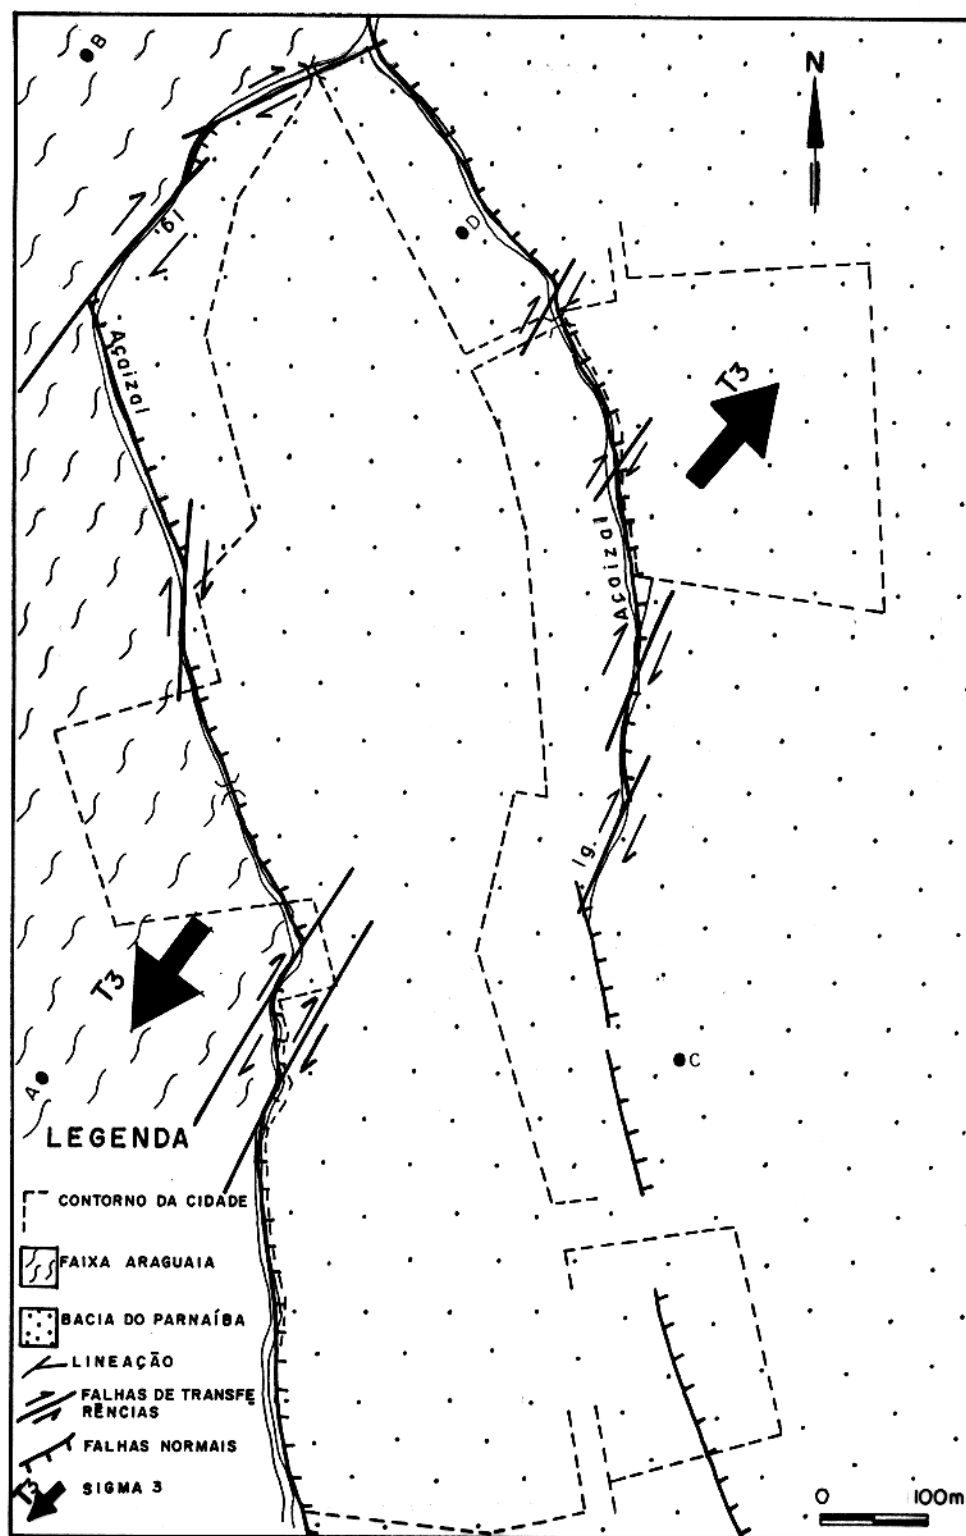 B
N
Ig.
D
Açaizal
T3
Açaizal
Ig.
T3
C
A
LEGENDA
CONTORNO DA CIDADE
FAIXA ARAGUAIA
BACIA DO PARNAÍBA
LINEAÇÃO
FALHAS DE TRANSFE
RÊNCIAS
FALHAS NORMAIS
T3 SIGMA 3
0 100m